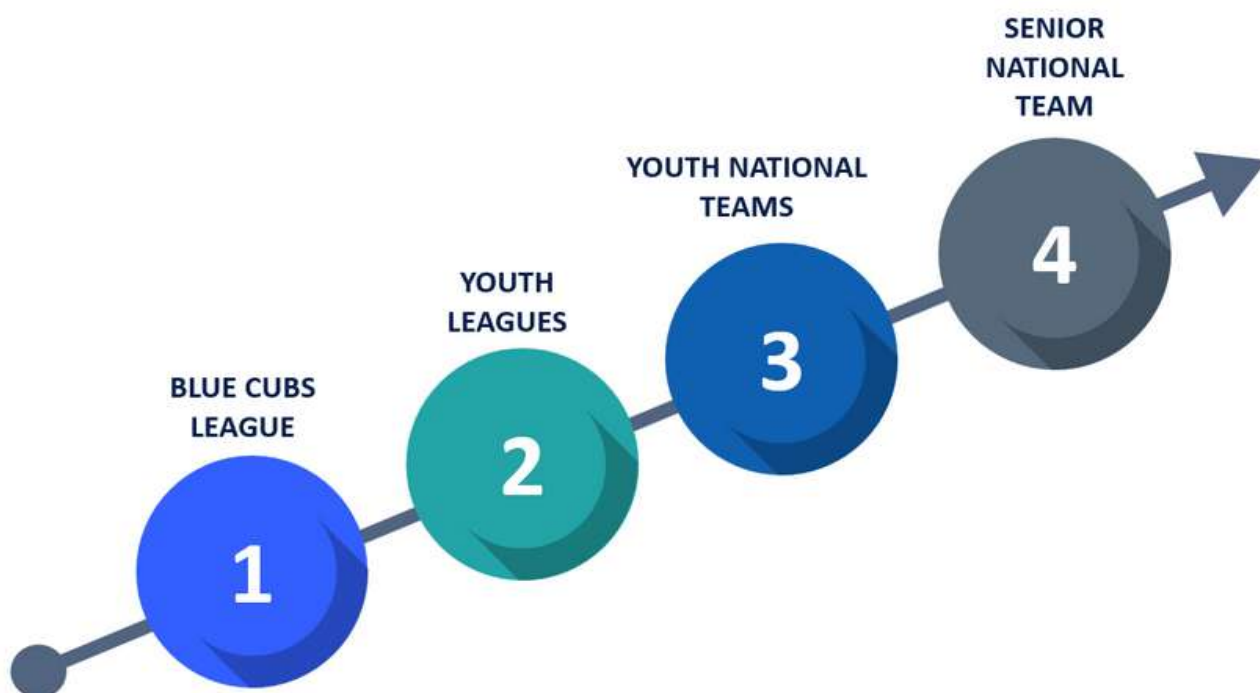 BLUE CUBS
LEAGUE
1
YOUTH
LEAGUES
2
YOUTH NATIONAL
TEAMS
3
SENIOR
NATIONAL
TEAM
4